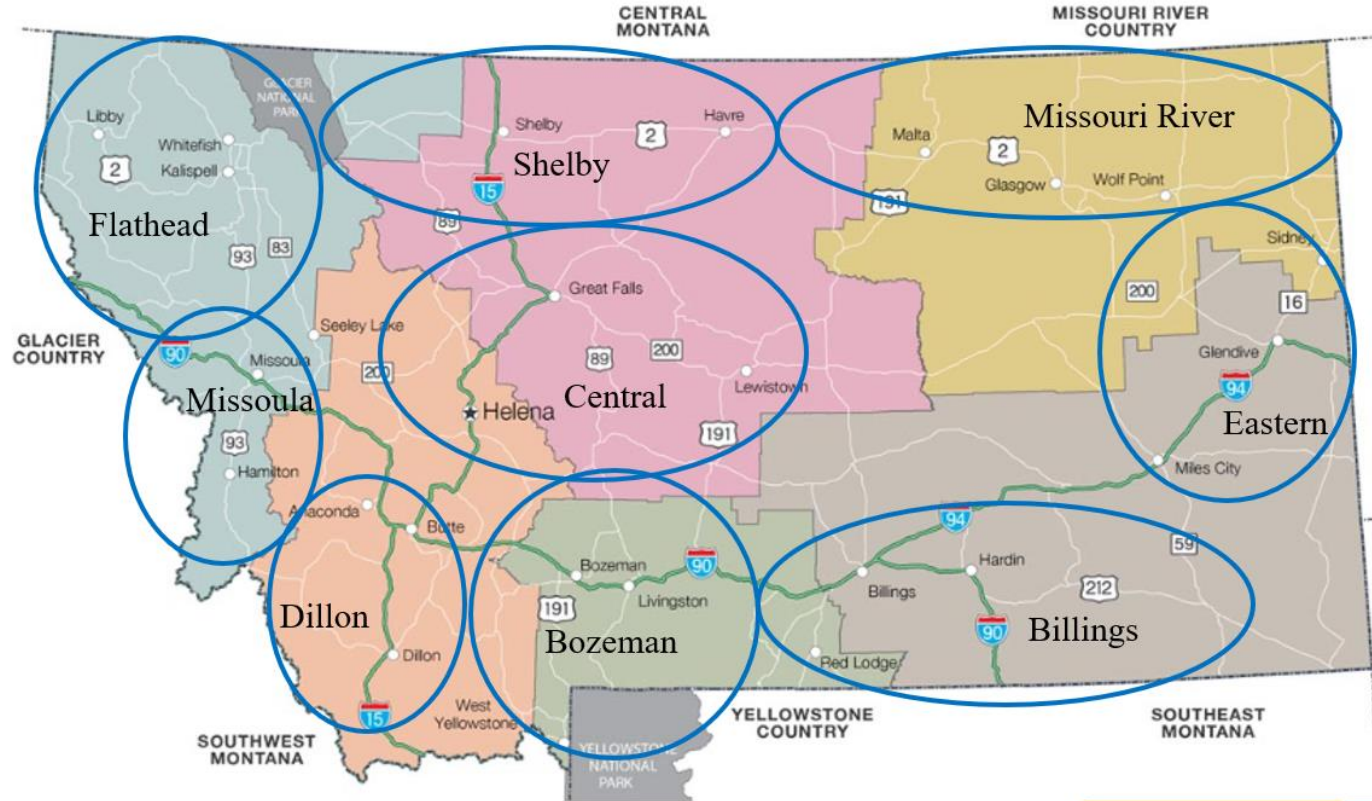 CENTRAL
MONTANA
MISSOURI RIVER
COUNTRY
GLACIER
NATIONAL
PARK
Libby
Whitefish
2
Kalispell
Flathead
93
83
Shelby
Havre
2
Shelby
15
89
Malta
Missouri River
2
Glasgow
Wolf Point
191
Sidney
200
16
Glendive
94
Eastern
Miles City
GLACIER
COUNTRY
90
Seeley Lake
Missoula
200
Missoula
93
Hamilton
Great Falls
89
200
Lewistown
Central
Helena
191
Anaconda
Butte
Dillon
Dillon
15
West
Yellowstone
SOUTHWEST
MONTANA
Bozeman
90
191
Livingston
Bozeman
YELLOWSTONE
NATIONAL
PARK
YELLOWSTONE
COUNTRY
94
Billings
Hardin
59
212
90
Billings
Red Lodge
SOUTHEAST
MONTANA